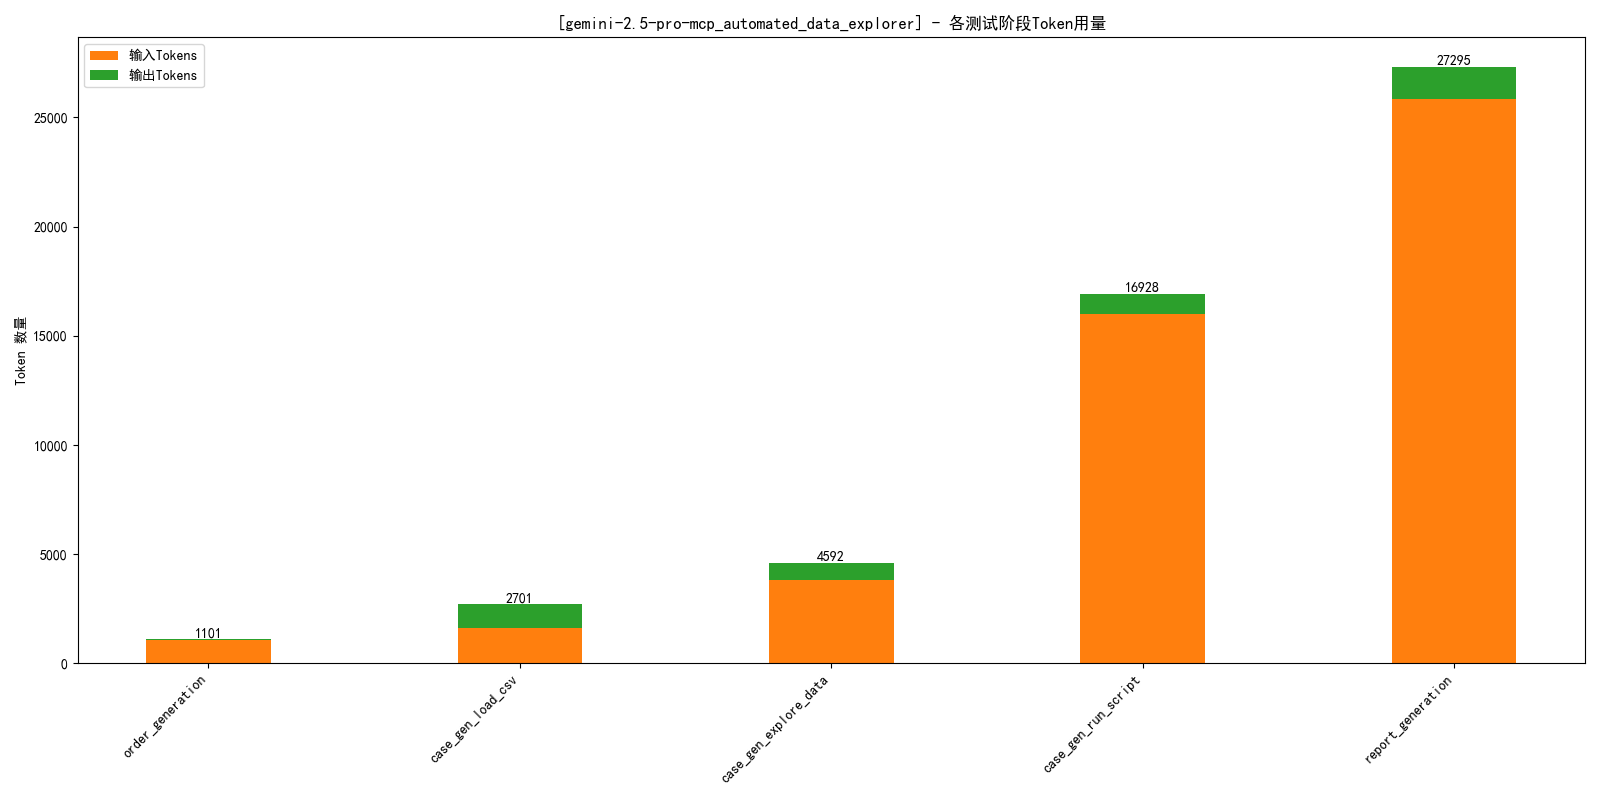 [gemini-2.5-pro-mcp_automated_data_explorer] - 各测试阶段Token用量
输入Tokens
输出Tokens
Token 数量
25000
20000
15000
10000
5000
0
1101
2701
4592
16928
27295
order_generation
case_gen_load_csv
case_gen_explore_data
case_gen_run_script
report_generation